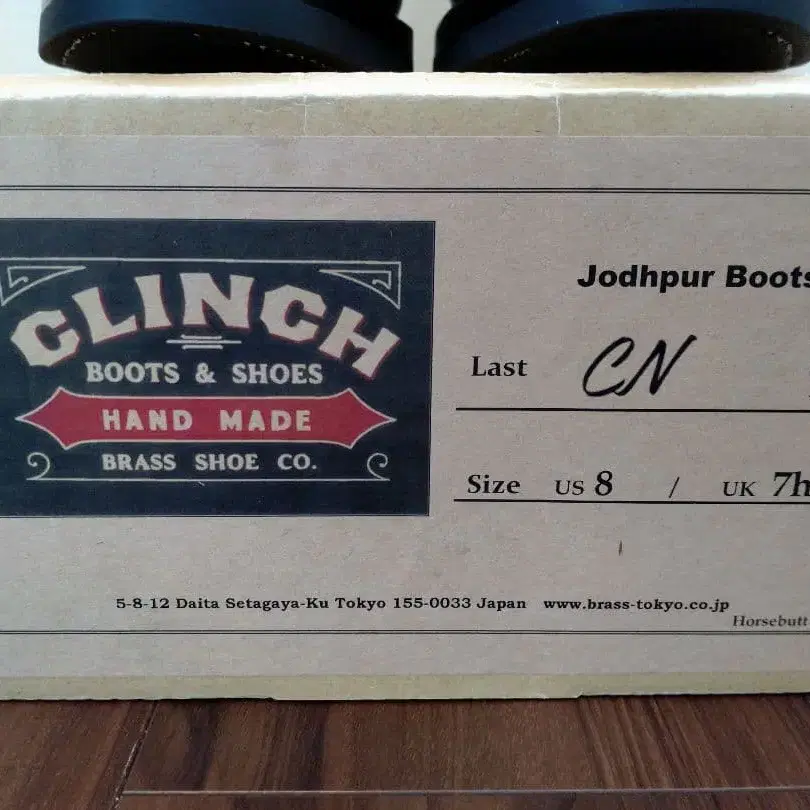 CLINCH
BOOTS & SHOES
HAND MADE
BRASS SHOE CO.
Jodhpur Boots
Last CN
Size US 8 / UK 7h
5-8-12 Daita Setagaya-Ku Tokyo 155-0033 Japan www.brass-tokyo.co.jp
Horsebutt